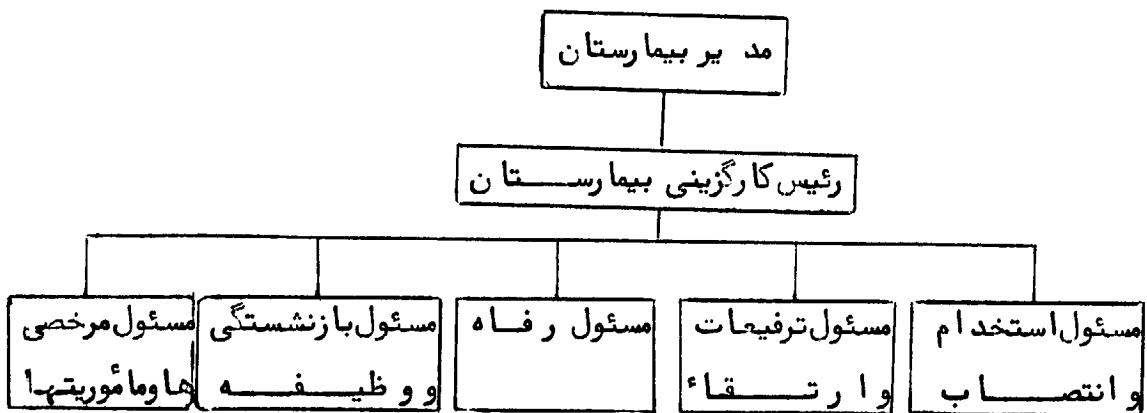 مدیر بیمارستان
رئیس کارگزینی بیمارستان
مسئول استخدام
و انتصاب
مسئول ترفیعات
و ارتقاء
مسئول رفاه
مسئول بازنشستگی
و وظیفه
مسئول مرخصی
ها و مأموریتها